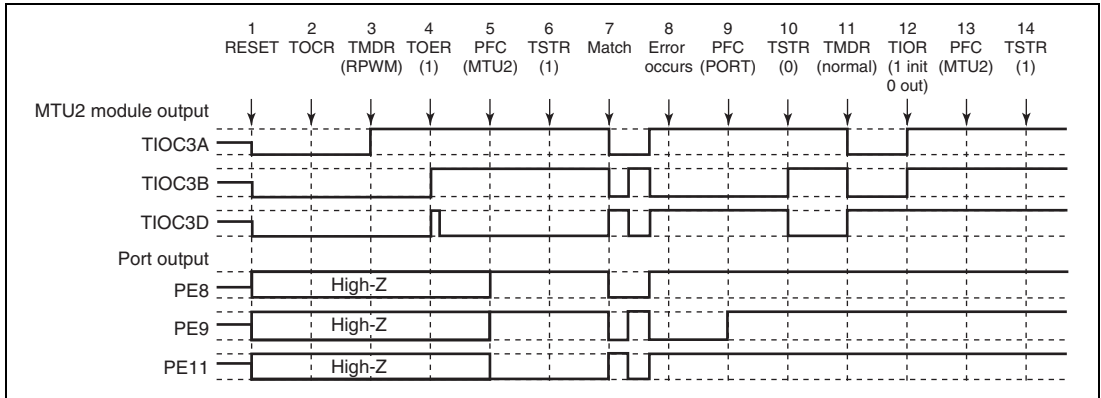 1 2 3 4 5 6 7 8 9 10 11 12 13 14
RESET TOCR TMDR TOER PFC TSTR Match Error PFC TSTR TMDR TIOR PFC TSTR
(RPWM) (1) (MTU2) (1) occurs (PORT) (0) (normal) (1 init (MTU2) (1)
0 out)
MTU2 module output
TIOC3A
TIOC3B
TIOC3D
Port output
PE8 High-Z
PE9 High-Z
PE11 High-Z